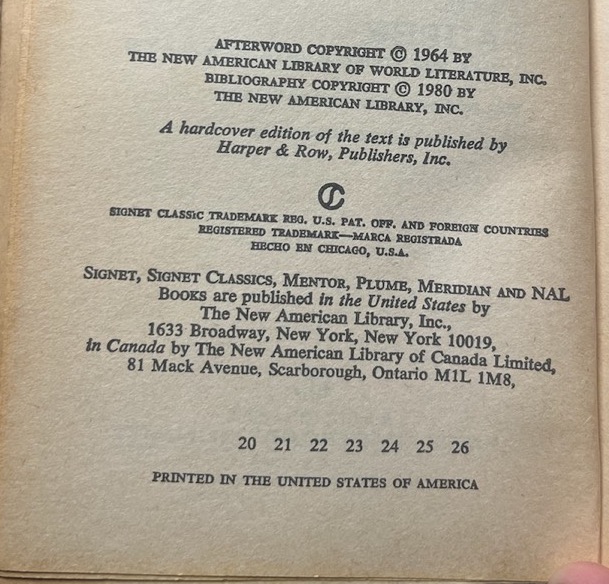 AFTERWORD COPYRIGHT © 1964 BY
THE NEW AMERICAN LIBRARY OF WORLD LITERATURE, INC.
BIBLIOGRAPHY COPYRIGHT © 1980 BY
THE NEW AMERICAN LIBRARY, INC.
A hardcover edition of the text is published by
Harper & Row, Publishers, Inc.
SIGNET CLASSIC TRADEMARK REG. U.S. PAT. OFF. AND FOREIGN COUNTRIES
REGISTERED TRADEMARK—MARCA REGISTRADA
HECHO EN CHICAGO, U.S.A.
SIGNET, SIGNET CLASSICS, MENTOR, PLUME, MERIDIAN AND NAL
BOOKS are published in the United States by
The New American Library, Inc.,
1633 Broadway, New York, New York 10019,
in Canada by The New American Library of Canada Limited,
81 Mack Avenue, Scarborough, Ontario M1L 1M8,
20 21 22 23 24 25 26
PRINTED IN THE UNITED STATES OF AMERICA